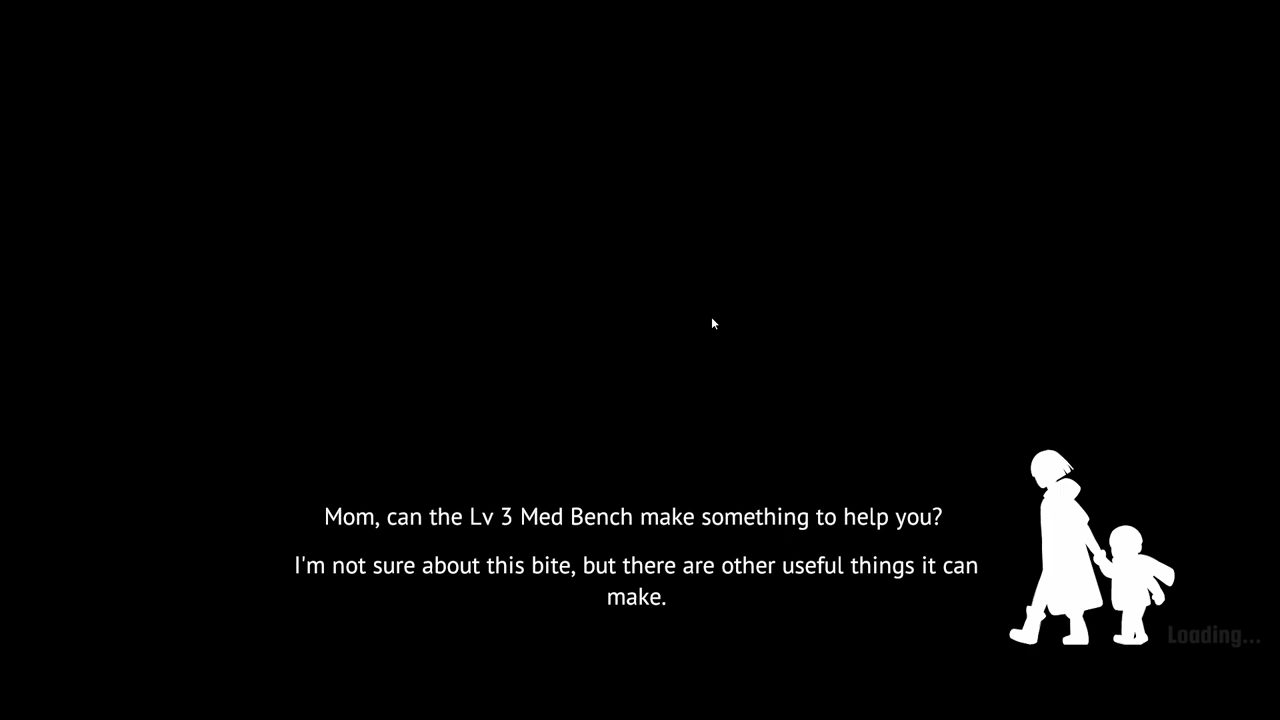 Mom, can the Lv 3 Med Bench make something to help you?
I'm not sure about this bite, but there are other useful things it can
make.
Loading...